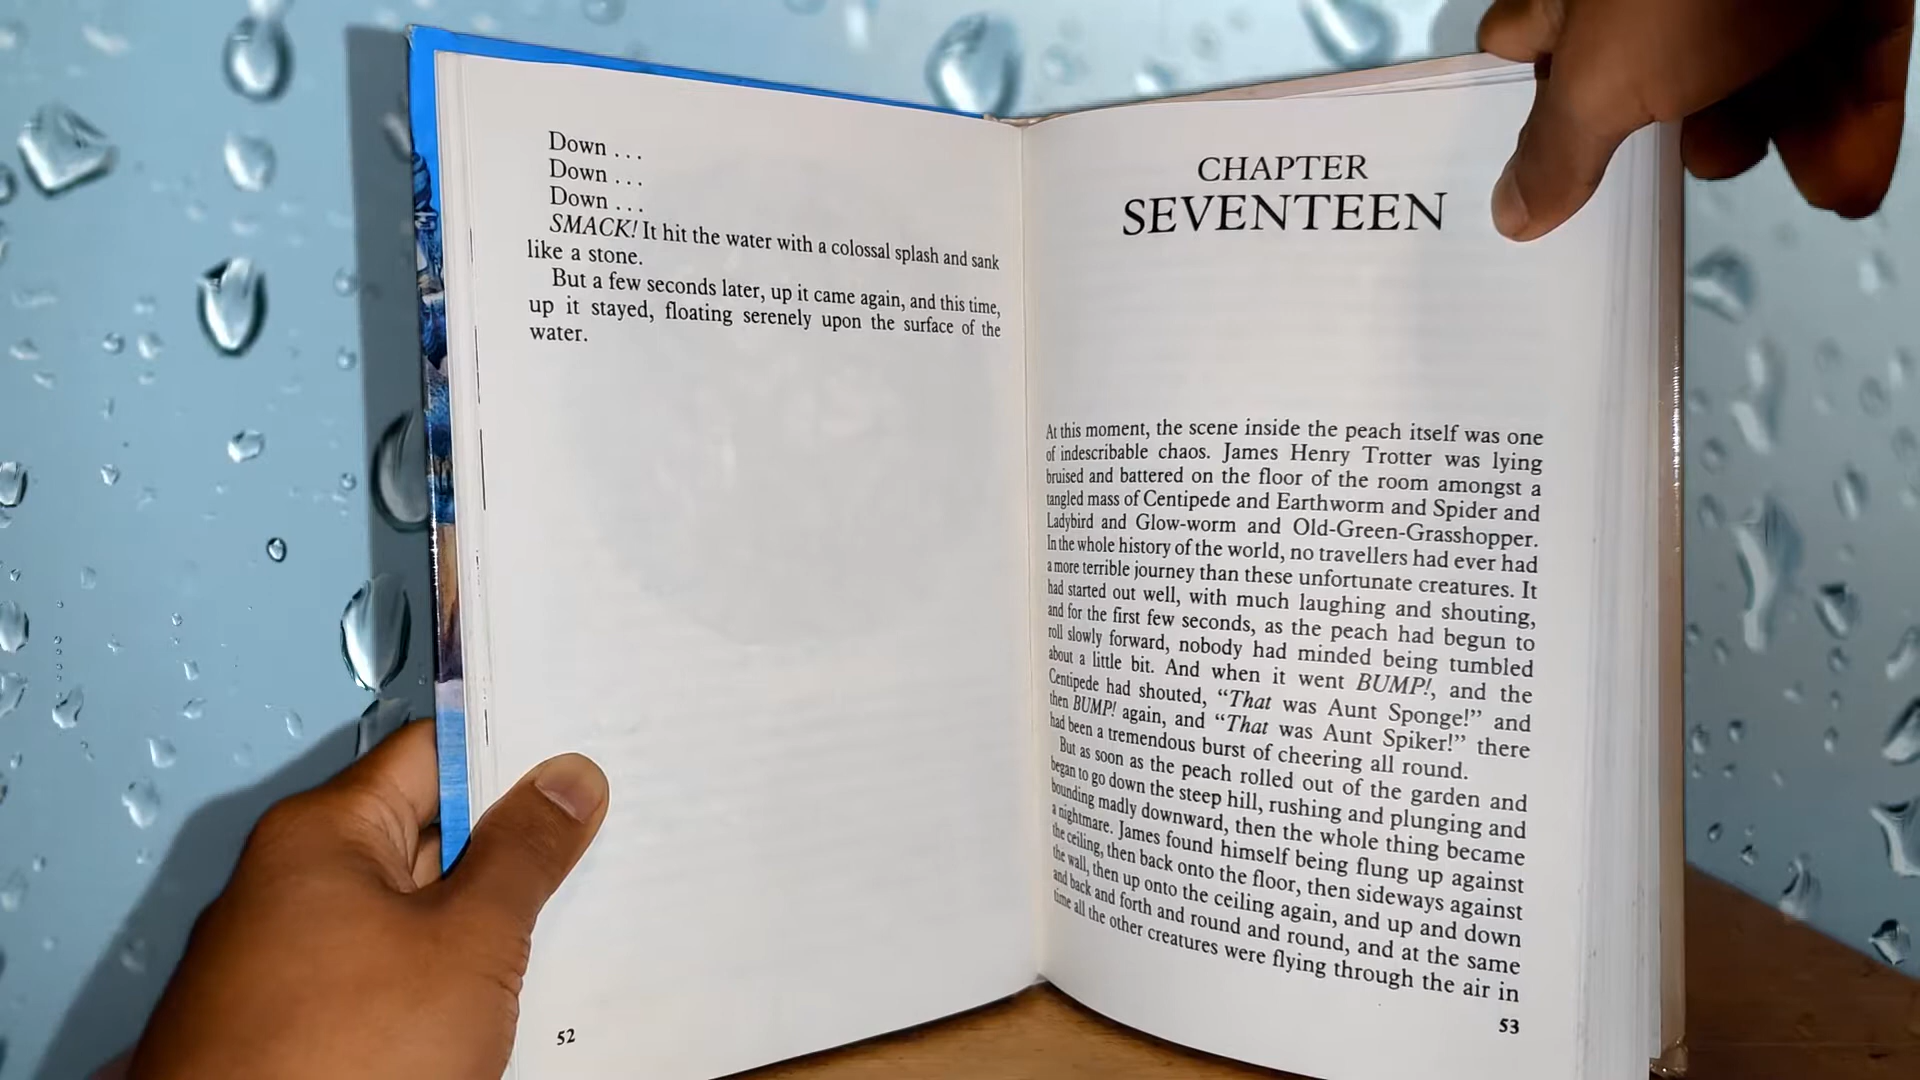 Down . . .
Down . . .
Down . . .
SMACK! It hit the water with a colossal splash and sank
like a stone.
But a few seconds later, up it came again, and this time,
up it stayed, floating serenely upon the surface of the
water.
52
CHAPTER
SEVENTEEN
At this moment, the scene inside the peach itself was one
of indescribable chaos. James Henry Trotter was lying
bruised and battered on the floor of the room amongst a
tangled mass of Centipede and Earthworm and Spider and
Ladybird and Glow-worm and Old-Green-Grasshopper.
In the whole history of the world, no travellers had ever had
a more terrible journey than these unfortunate creatures. It
had started out well, with much laughing and shouting,
and for the first few seconds, as the peach had begun to
roll slowly forward, nobody had minded being tumbled
about a little bit. And when it went BUMP!, and the
Centipede had shouted, “That was Aunt Sponge!” and
then BUMP! again, and “That was Aunt Spiker!” there
had been a tremendous burst of cheering all round.
But as soon as the peach rolled out of the garden and
began to go down the steep hill, rushing and plunging and
bounding madly downward, then the whole thing became
a nightmare. James found himself being flung up against
the ceiling, then back onto the floor, then sideways against
the wall, then up onto the ceiling again, and up and down
and back and forth and round and round, and at the same
time all the other creatures were flying through the air in
53